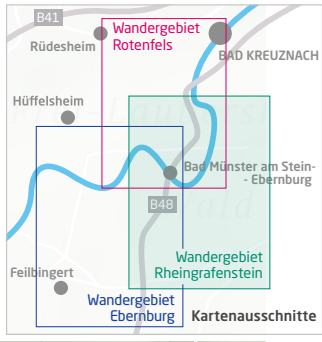 B41
Wandergebiet
Rotenfels
Rüdesheim
BAD KREUZNACH
Hüffelsheim
Bad Münster am Stein-
- Ebernburg
B48
Wandergebiet
Rheingrafenstein
Feilbingert
Wandergebiet
Ebernburg
Kartenausschnitte